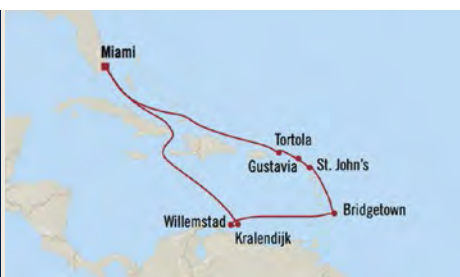 Miami
Tortola
Gustavia
St. John's
Bridgetown
Willemstad
Kralendijk